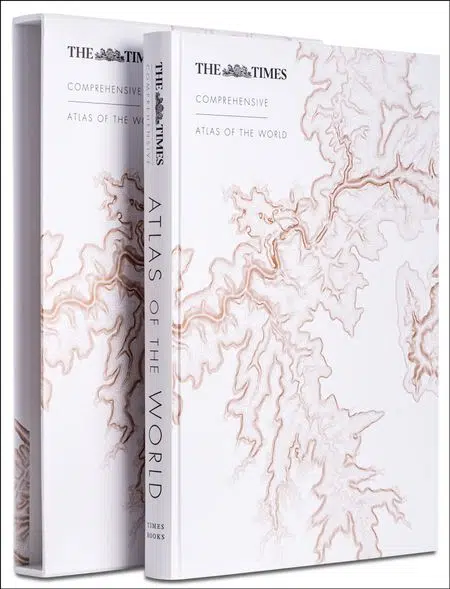 THE TIMES
COMPREHENSIVE
ATLAS OF THE
THE TIMES
COMPREHENSIVE
ATLAS OF THE WORLD
THE TIMES
COMPREHENSIVE
ATLAS OF THE WORLD
TIMES
BOOKS